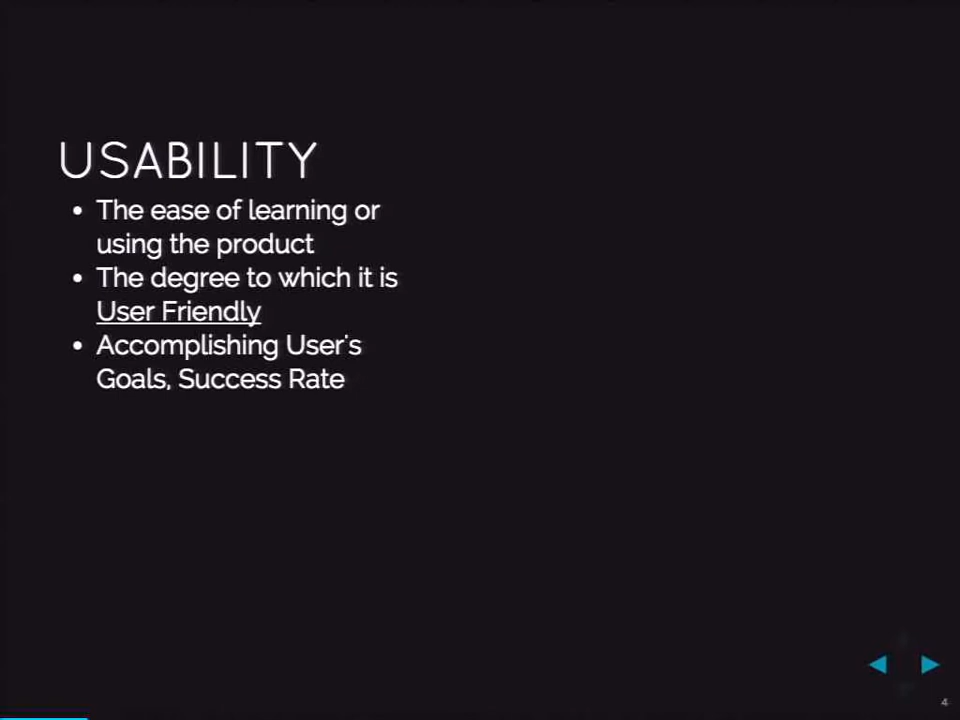 USABILITY
• The ease of learning or
using the product
• The degree to which it is
User Friendly
• Accomplishing User's
Goals, Success Rate
4